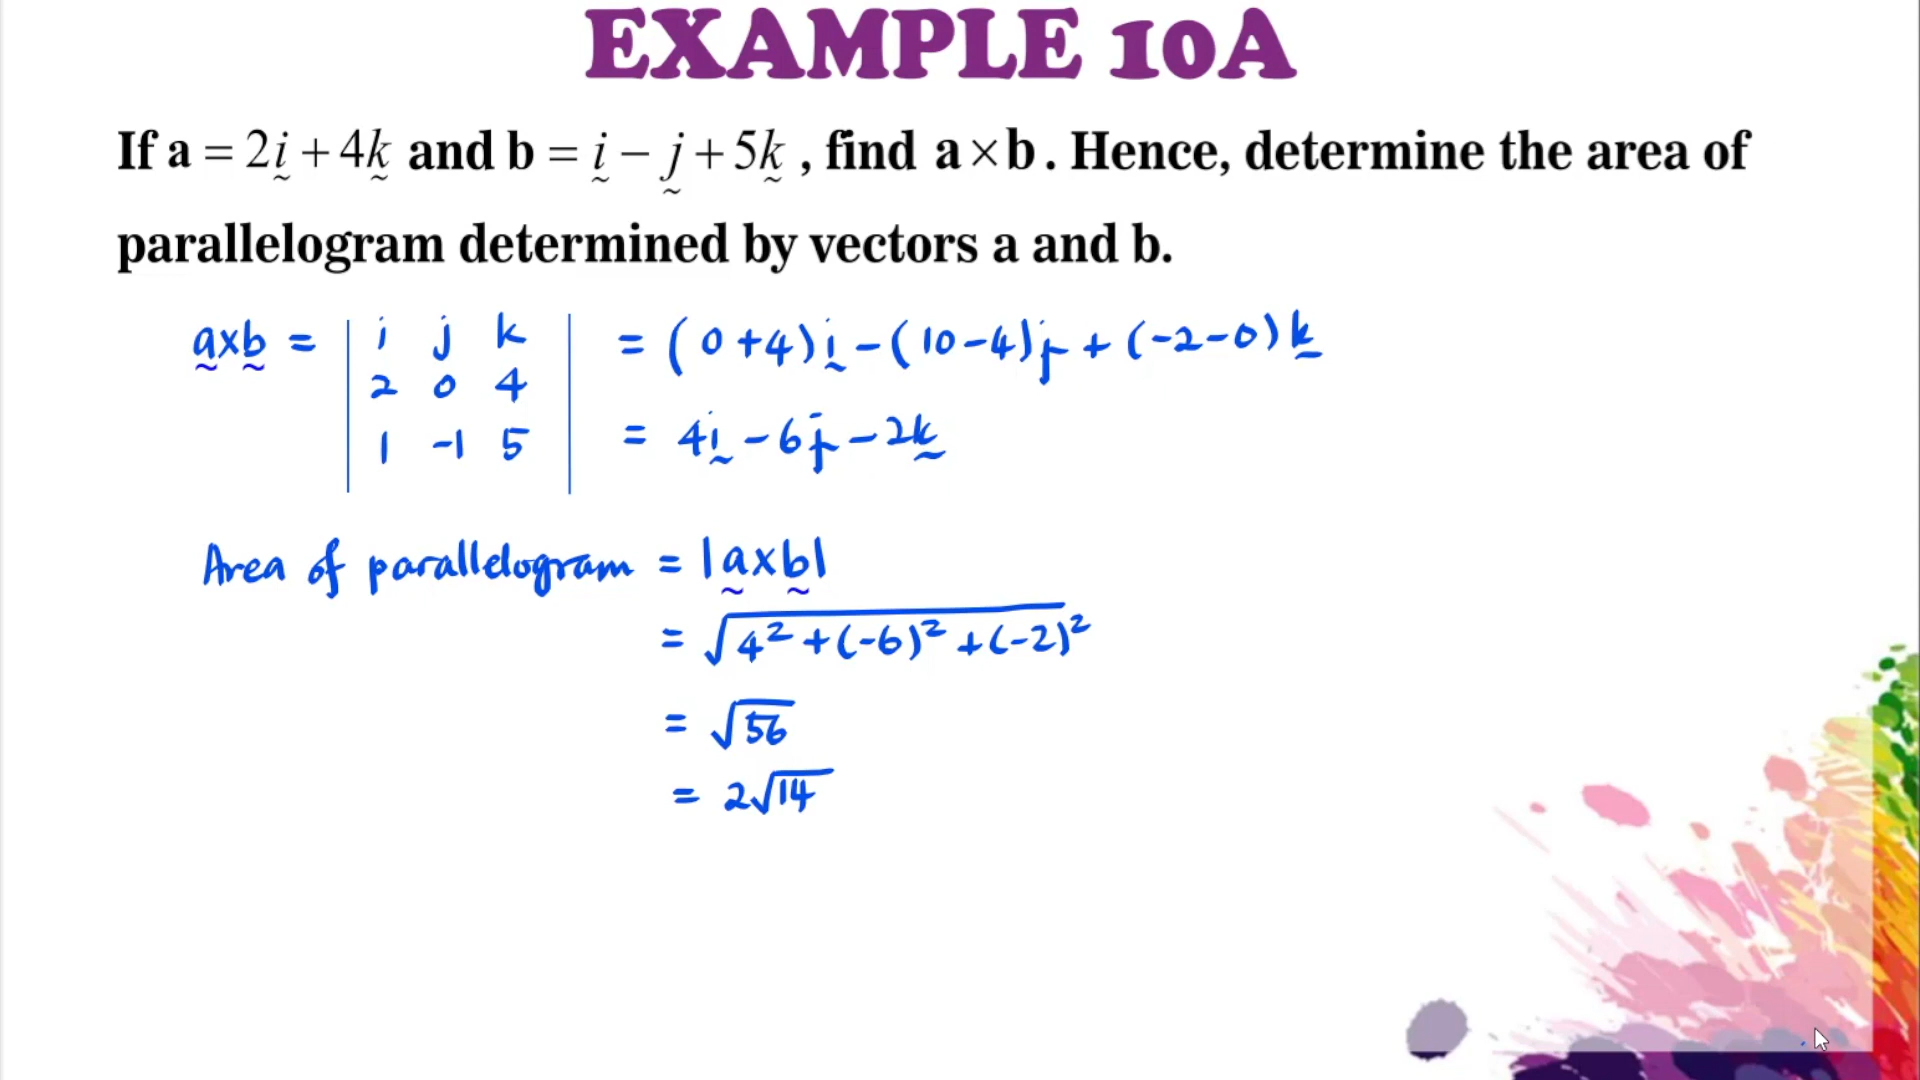 EXAMPLE 10A
If a = 2i + 4k and b = i − j + 5k , find a × b . Hence, determine the area of
parallelogram determined by vectors a and b.
a×b = | i j k | = (0+4)i − (10−4)j + (−2−0)k
2 0 4
1 −1 5 = 4i − 6j − 2k
Area of parallelogram = |a×b|
= √4² + (−6)² + (−2)²
= √56
= 2√14